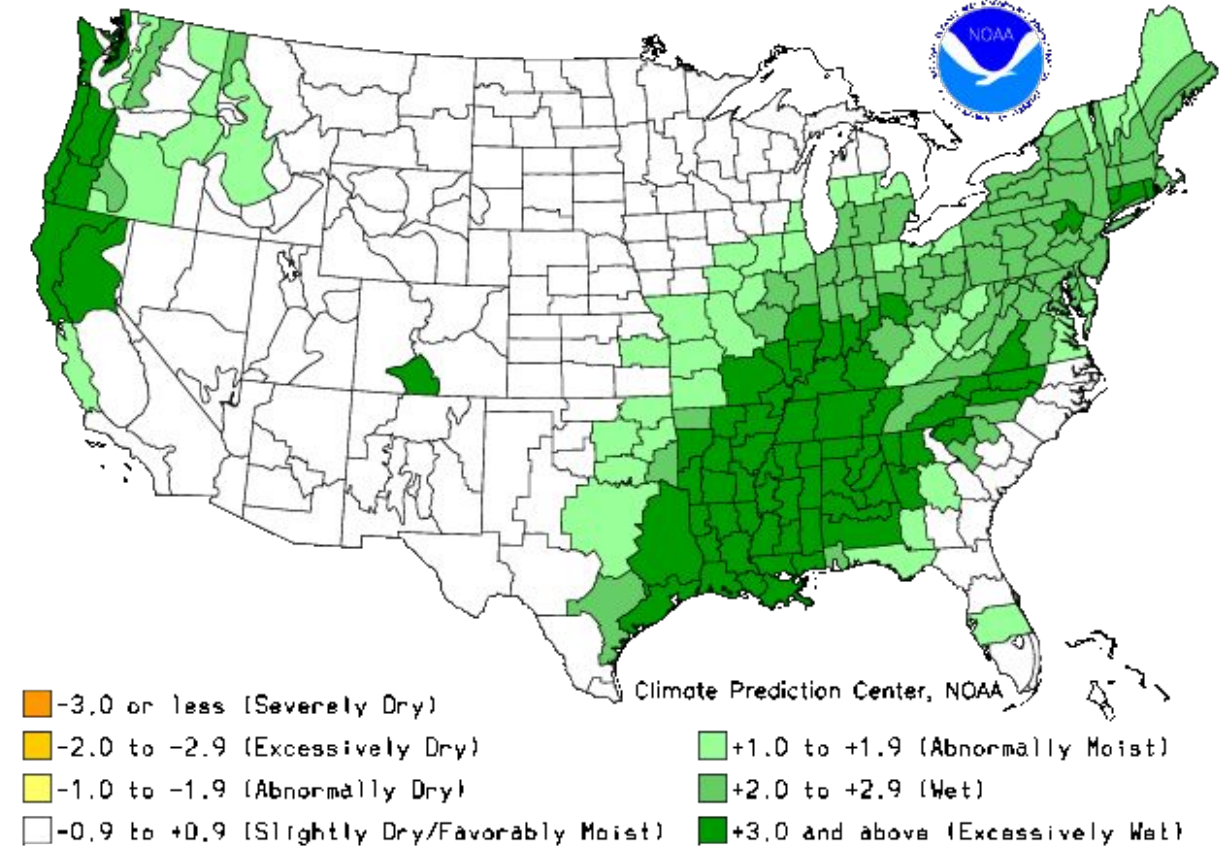 NOAA
Climate Prediction Center, NOAA
-3.0 or less (Severely Dry)
-2.0 to -2.9 (Excessively Dry)
-1.0 to -1.9 (Abnormally Dry)
-0.9 to +0.9 (Slightly Dry/Favorably Moist)
+1.0 to +1.9 (Abnormally Moist)
+2.0 to +2.9 (Wet)
+3.0 and above (Excessively Wet)